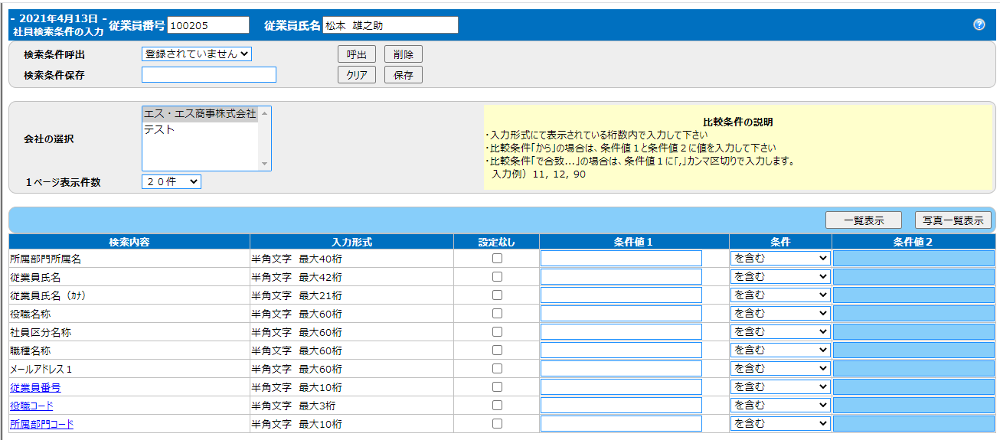 - 2021年4月13日 -
社員検索条件の入力 従業員番号 100205 従業員氏名 松本　雄之助 ?
検索条件呼出 登録されていません 呼出 削除
検索条件保存 クリア 保存
会社の選択 エス・エス商事株式会社
テスト
１ページ表示件数 ２０件
比較条件の説明
・入力形式にて表示されている桁数内で入力して下さい
・比較条件「から」の場合は、条件値１と条件値２に値を入力して下さい
・比較条件「で合致...」の場合は、条件値１に「,」カンマ区切りで入力します。
入力例） 11, 12, 90
一覧表示 写真一覧表示
検索内容 入力形式 設定なし 条件値１ 条件 条件値２
所属部門所属名 半角文字 最大40桁 を含む
従業員氏名 半角文字 最大42桁 を含む
従業員氏名（ｶﾅ） 半角文字 最大21桁 を含む
役職名称 半角文字 最大60桁 を含む
社員区分名称 半角文字 最大60桁 を含む
職種名称 半角文字 最大60桁 を含む
メールアドレス１ 半角文字 最大60桁 を含む
従業員番号 半角文字 最大10桁 を含む
役職コード 半角文字 最大3桁 を含む
所属部門コード 半角文字 最大10桁 を含む